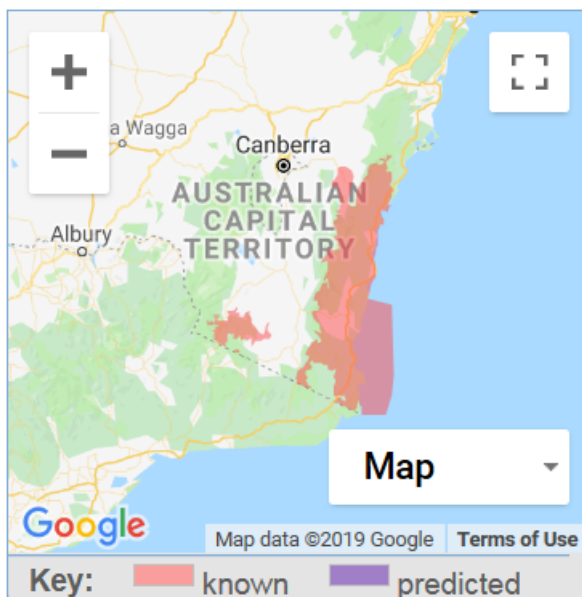 +
−
a Wagga
Canberra
AUSTRALIAN
CAPITAL
TERRITORY
Albury
Map
Google
Map data ©2019 Google
Terms of Use
Key: known predicted